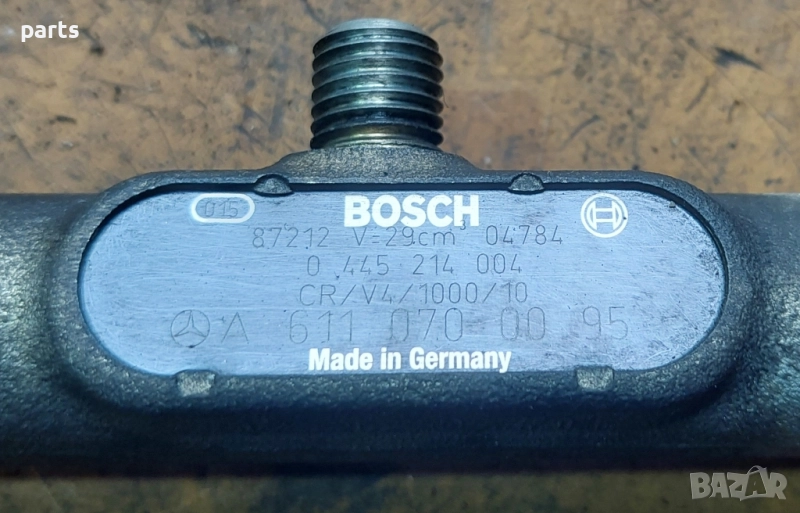 parts
015 BOSCH
87212 V=29cm³ 04784
0 445 214 004
CR/V4/1000/10
A 611 070 00 95
Made in Germany
BAZAR